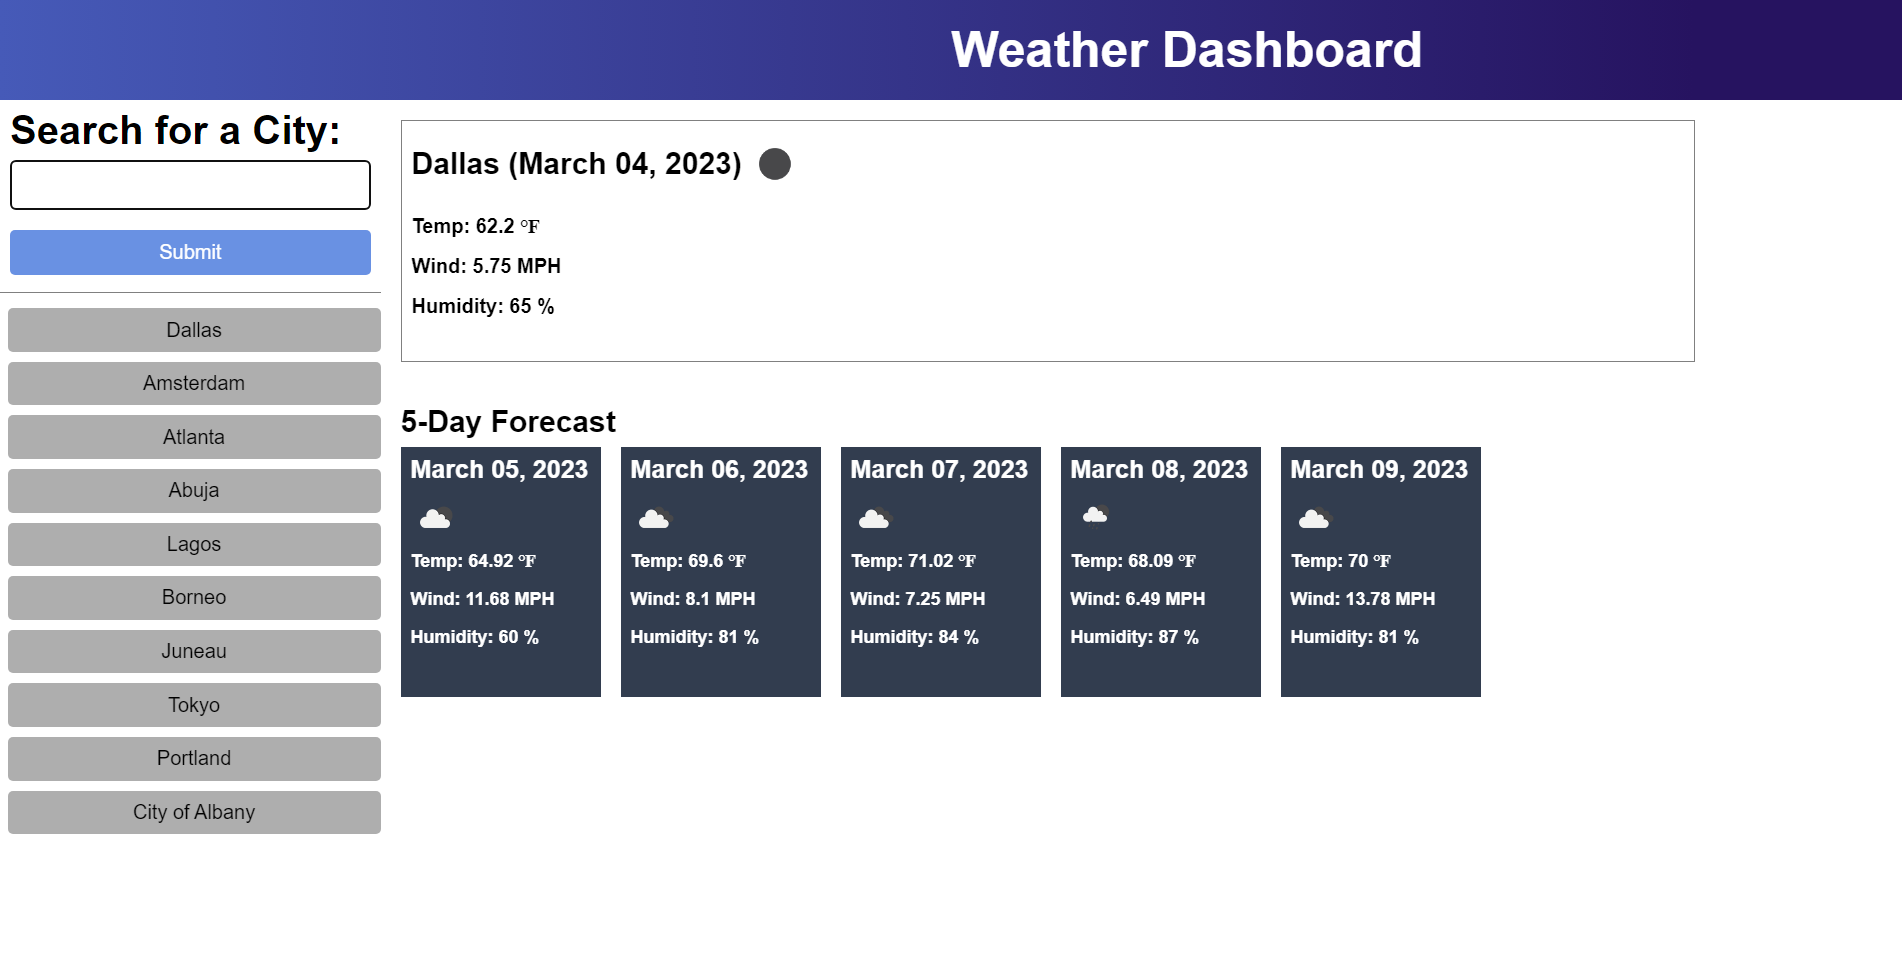 Weather Dashboard
Search for a City:
Submit
Dallas
Amsterdam
Atlanta
Abuja
Lagos
Borneo
Juneau
Tokyo
Portland
City of Albany
Dallas (March 04, 2023)
Temp: 62.2 °F
Wind: 5.75 MPH
Humidity: 65 %
5-Day Forecast
March 05, 2023
Temp: 64.92 °F
Wind: 11.68 MPH
Humidity: 60 %
March 06, 2023
Temp: 69.6 °F
Wind: 8.1 MPH
Humidity: 81 %
March 07, 2023
Temp: 71.02 °F
Wind: 7.25 MPH
Humidity: 84 %
March 08, 2023
Temp: 68.09 °F
Wind: 6.49 MPH
Humidity: 87 %
March 09, 2023
Temp: 70 °F
Wind: 13.78 MPH
Humidity: 81 %